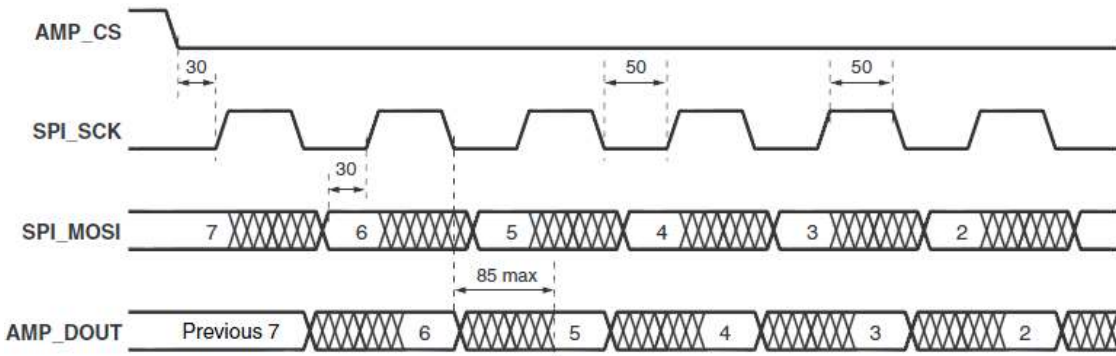 AMP_CS
30
50
50
SPI_SCK
30
SPI_MOSI 7 6 5 4 3 2
85 max
AMP_DOUT Previous 7 6 5 4 3 2